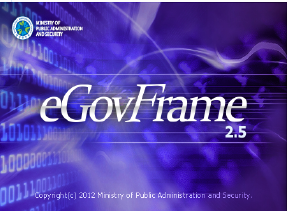 MINISTRY OF
PUBLIC ADMINISTRATION
AND SECURITY
eGovFrame
2.5
Copyright(c) 2012 Ministry of Public Administration and Security.